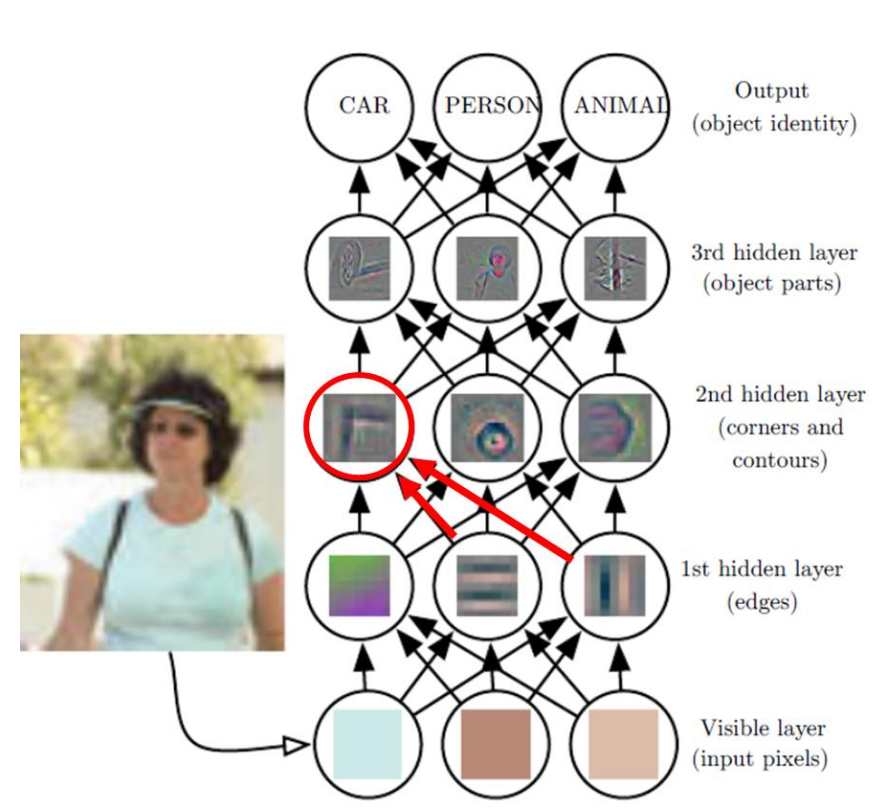 CAR PERSON ANIMAL
Output
(object identity)
3rd hidden layer
(object parts)
2nd hidden layer
(corners and
contours)
1st hidden layer
(edges)
Visible layer
(input pixels)